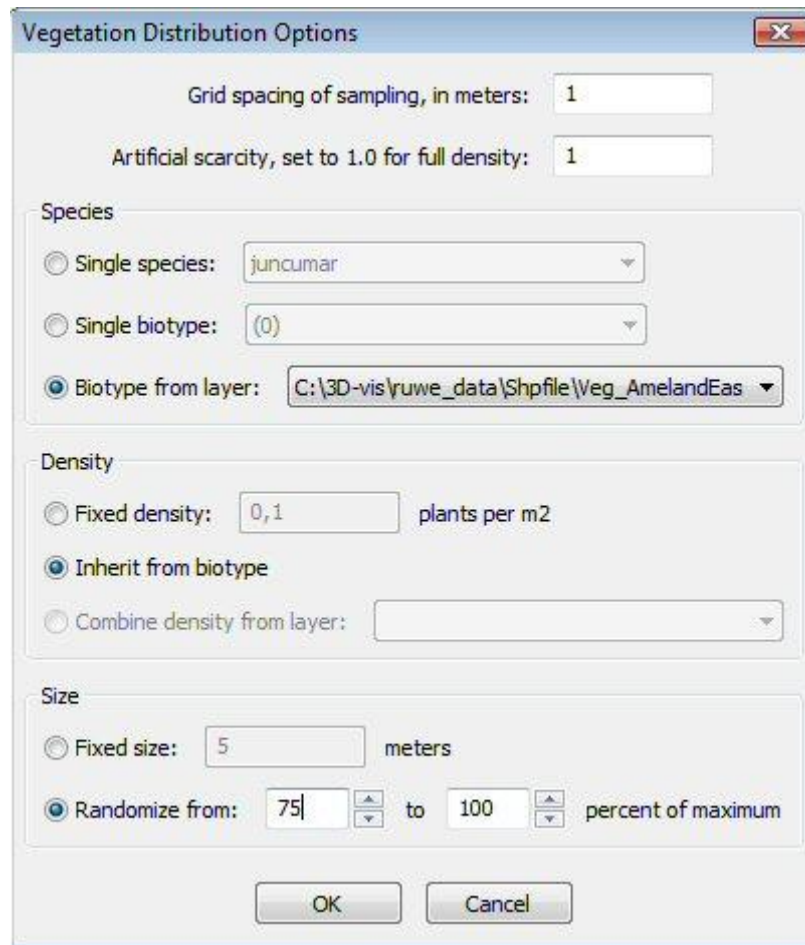 Vegetation Distribution Options
Grid spacing of sampling, in meters: 1
Artificial scarcity, set to 1.0 for full density: 1
Species
Single species: juncumar
Single biotype: (0)
Biotype from layer: C:\3D-vis\ruwe_data\Shpfile\Veg_AmelandEas
Density
Fixed density: 0,1 plants per m2
Inherit from biotype
Combine density from layer:
Size
Fixed size: 5 meters
Randomize from: 75 to 100 percent of maximum
OK Cancel